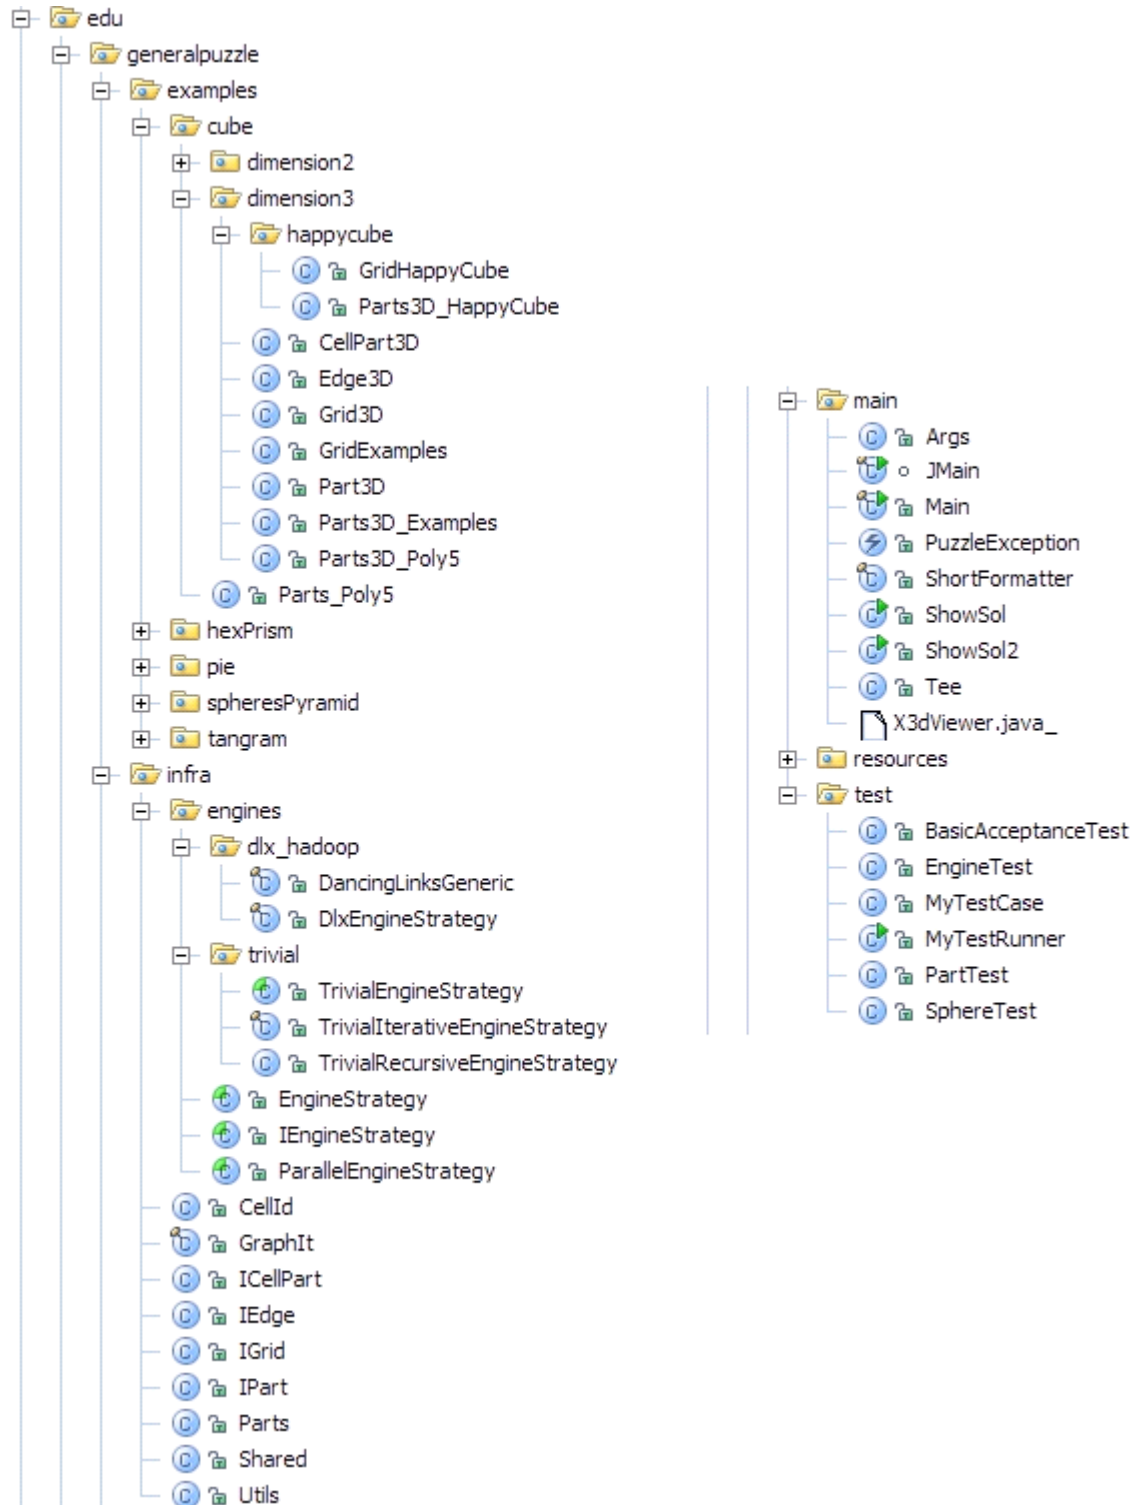 edu
generalpuzzle
examples
cube
dimension2
dimension3
happycube
GridHappyCube
Parts3D_HappyCube
CellPart3D
Edge3D
Grid3D
GridExamples
Part3D
Parts3D_Examples
Parts3D_Poly5
Parts_Poly5
hexPrism
pie
spheresPyramid
tangram
infra
engines
dlx_hadoop
DancingLinksGeneric
DlxEngineStrategy
trivial
TrivialEngineStrategy
TrivialIterativeEngineStrategy
TrivialRecursiveEngineStrategy
EngineStrategy
IEngineStrategy
ParallelEngineStrategy
CellId
GraphIt
ICellPart
IEdge
IGrid
IPart
Parts
Shared
Utils
main
Args
JMain
Main
PuzzleException
ShortFormatter
ShowSol
ShowSol2
Tee
X3dViewer.java_
resources
test
BasicAcceptanceTest
EngineTest
MyTestCase
MyTestRunner
PartTest
SphereTest